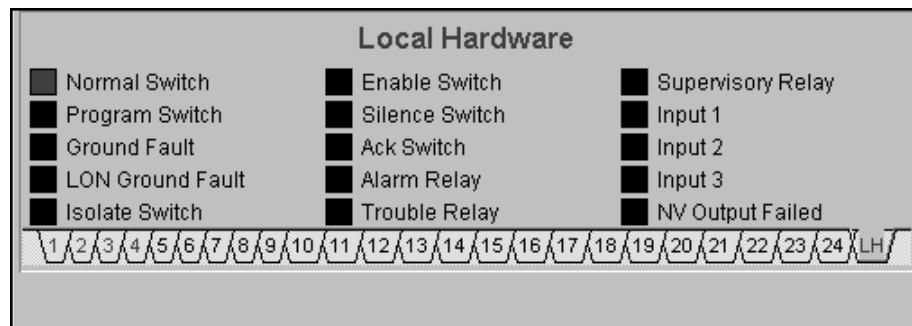 Local Hardware
Normal Switch
Program Switch
Ground Fault
LON Ground Fault
Isolate Switch
Enable Switch
Silence Switch
Ack Switch
Alarm Relay
Trouble Relay
Supervisory Relay
Input 1
Input 2
Input 3
NV Output Failed
1 2 3 4 5 6 7 8 9 10 11 12 13 14 15 16 17 18 19 20 21 22 23 24 LH